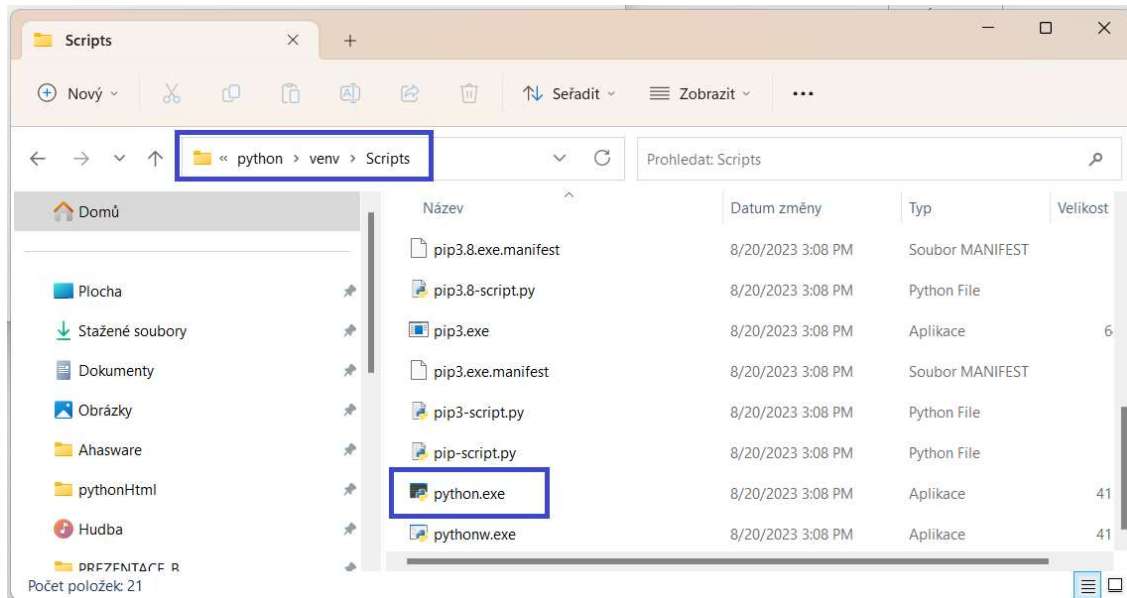 Scripts
Nový
Seřadit
Zobrazit
« python > venv > Scripts
Prohledat: Scripts
Domů
Plocha
Stažené soubory
Dokumenty
Obrázky
Ahasware
pythonHtml
Hudba
PREZENTACE_B
Název Datum změny Typ Velikost
pip3.8.exe.manifest 8/20/2023 3:08 PM Soubor MANIFEST
pip3.8-script.py 8/20/2023 3:08 PM Python File
pip3.exe 8/20/2023 3:08 PM Aplikace 6
pip3.exe.manifest 8/20/2023 3:08 PM Soubor MANIFEST
pip3-script.py 8/20/2023 3:08 PM Python File
pip-script.py 8/20/2023 3:08 PM Python File
python.exe 8/20/2023 3:08 PM Aplikace 41
pythonw.exe 8/20/2023 3:08 PM Aplikace 41
Počet položek: 21